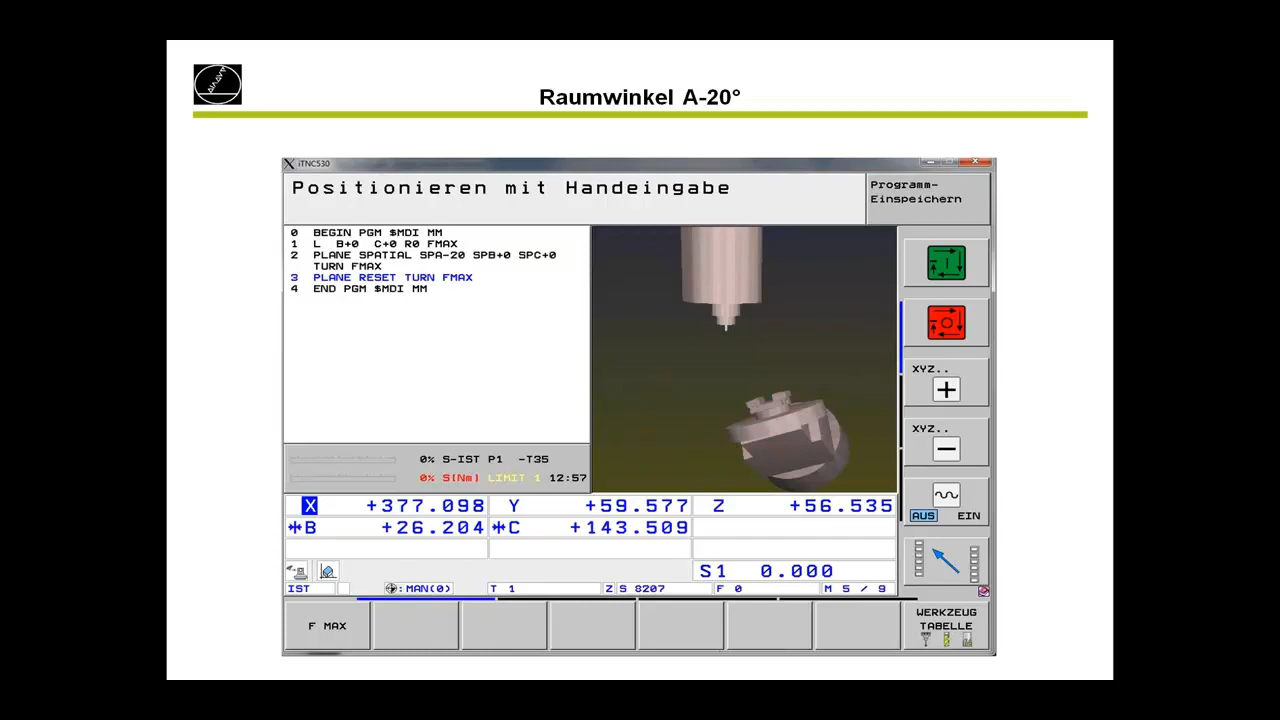 Raumwinkel A-20°
iTNC530
Positionieren mit Handeingabe
Programm-
Einspeichern
0 BEGIN PGM $MDI MM
1 L B+0 C+0 R0 FMAX
2 PLANE SPATIAL SPA-20 SPB+0 SPC+0
TURN FMAX
3 PLANE RESET TURN FMAX
4 END PGM $MDI MM
XYZ..
XYZ..
0% S-IST P1 -T35
0% S[Nm] LIMIT 1 12:57
X +377.098 Y +59.577 Z +56.535
B +26.204 C +143.509
AUS EIN
S1 0.000
IST :MAN(0) T 1 Z S 8207 F 0 M 5 / 9
F MAX
WERKZEUG
TABELLE